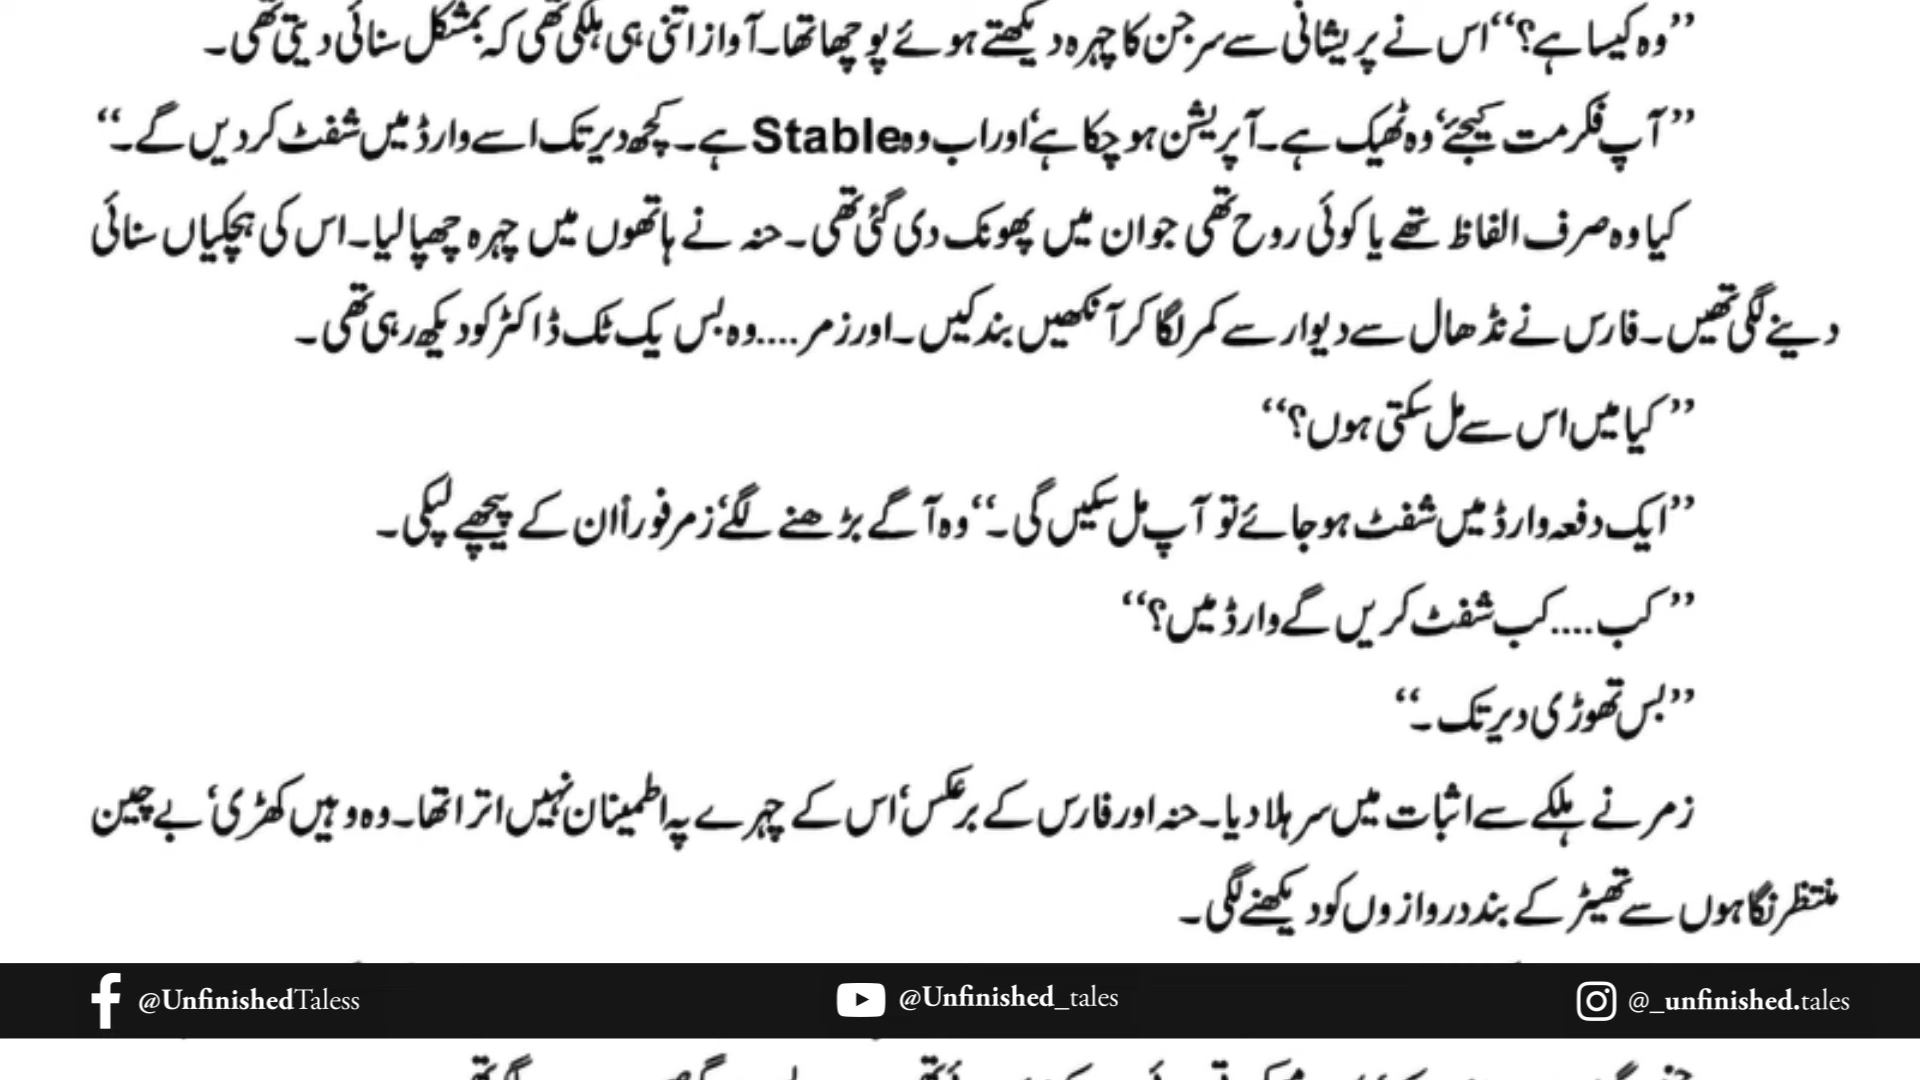 ”وہ کیسا ہے؟“ اس نے پریشانی سے سرجن کا چہرہ دیکھتے ہوئے پوچھا تھا۔ آواز اتنی ہی ہلکی تھی کہ بمشکل سنائی دیتی تھی۔
”آپ فکر مت کیجئے‘ وہ ٹھیک ہے۔ آپریشن ہو چکا ہے‘ اور اب وہ Stable ہے۔ کچھ دیر تک اسے وارڈ میں شفٹ کر دیں گے۔“
کیا وہ صرف الفاظ تھے یا کوئی روح تھی جو ان میں پھونک دی گئی تھی۔ حنہ نے ہاتھوں میں چہرہ چھپا لیا۔ اس کی ہچکیاں سنائی
دینے لگی تھیں۔ فارس نے نڈھال سے دیوار سے کمر لگا کر آنکھیں بند کیں۔ اور زمر.... وہ بس یک ٹک ڈاکٹر کو دیکھ رہی تھی۔
”کیا میں اس سے مل سکتی ہوں؟“
”ایک دفعہ وارڈ میں شفٹ ہو جائے تو آپ مل سکیں گی۔“ وہ آگے بڑھنے لگے‘ زمر فوراً ان کے پیچھے لپکی۔
”کب.... کب شفٹ کریں گے وارڈ میں؟“
”بس تھوڑی دیر تک۔“
زمر نے ہلکے سے اثبات میں سر ہلا دیا۔ حنہ اور فارس کے برعکس‘ اس کے چہرے پہ اطمینان نہیں اترا تھا۔ وہ وہیں کھڑی‘ بے چین
منتظر نگاہوں سے تھیٹر کے بند دروازوں کو دیکھنے لگی۔
@UnfinishedTaless @Unfinished_tales @_unfinished.tales